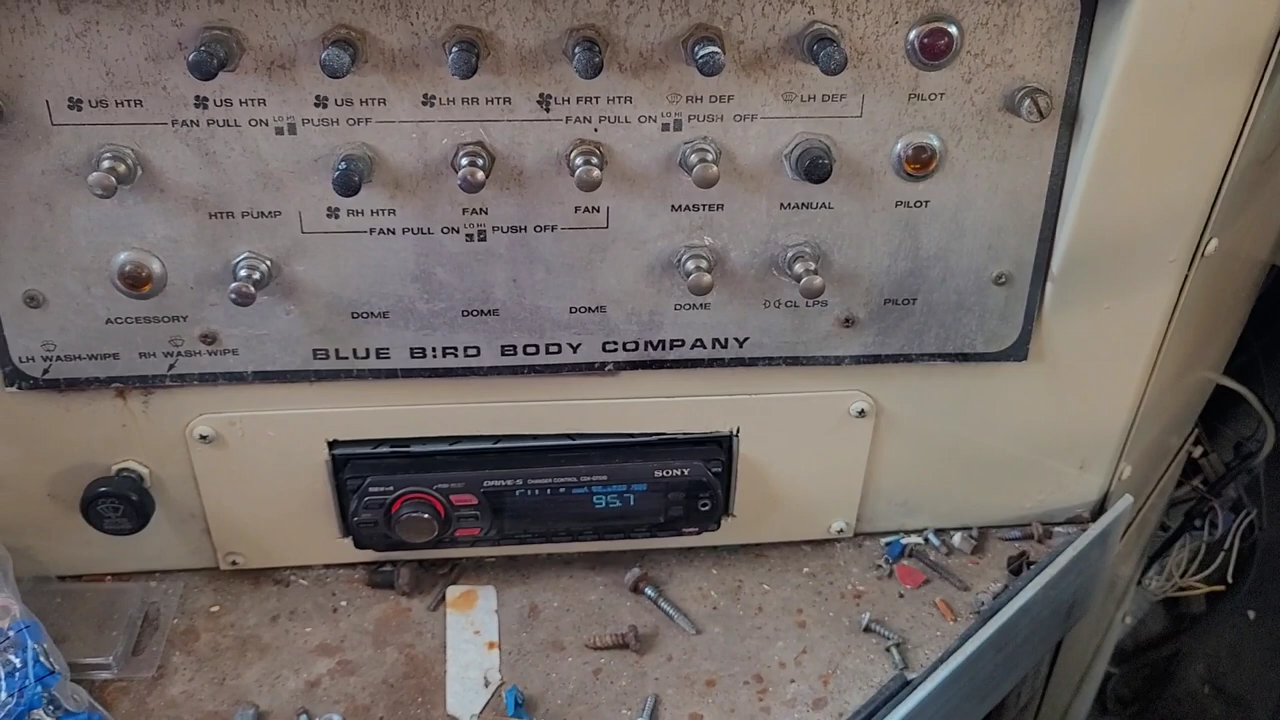 US HTR US HTR US HTR LH RR HTR LH FRT HTR RH DEF LH DEF PILOT
FAN PULL ON LO HI PUSH OFF FAN PULL ON LO HI PUSH OFF
HTR PUMP RH HTR FAN FAN MASTER MANUAL PILOT
FAN PULL ON LO HI PUSH OFF
ACCESSORY DOME DOME DOME DOME CL LPS PILOT
LH WASH-WIPE RH WASH-WIPE BLUE BIRD BODY COMPANY
DRIVE-S CHANGER CONTROL SONY
95.7